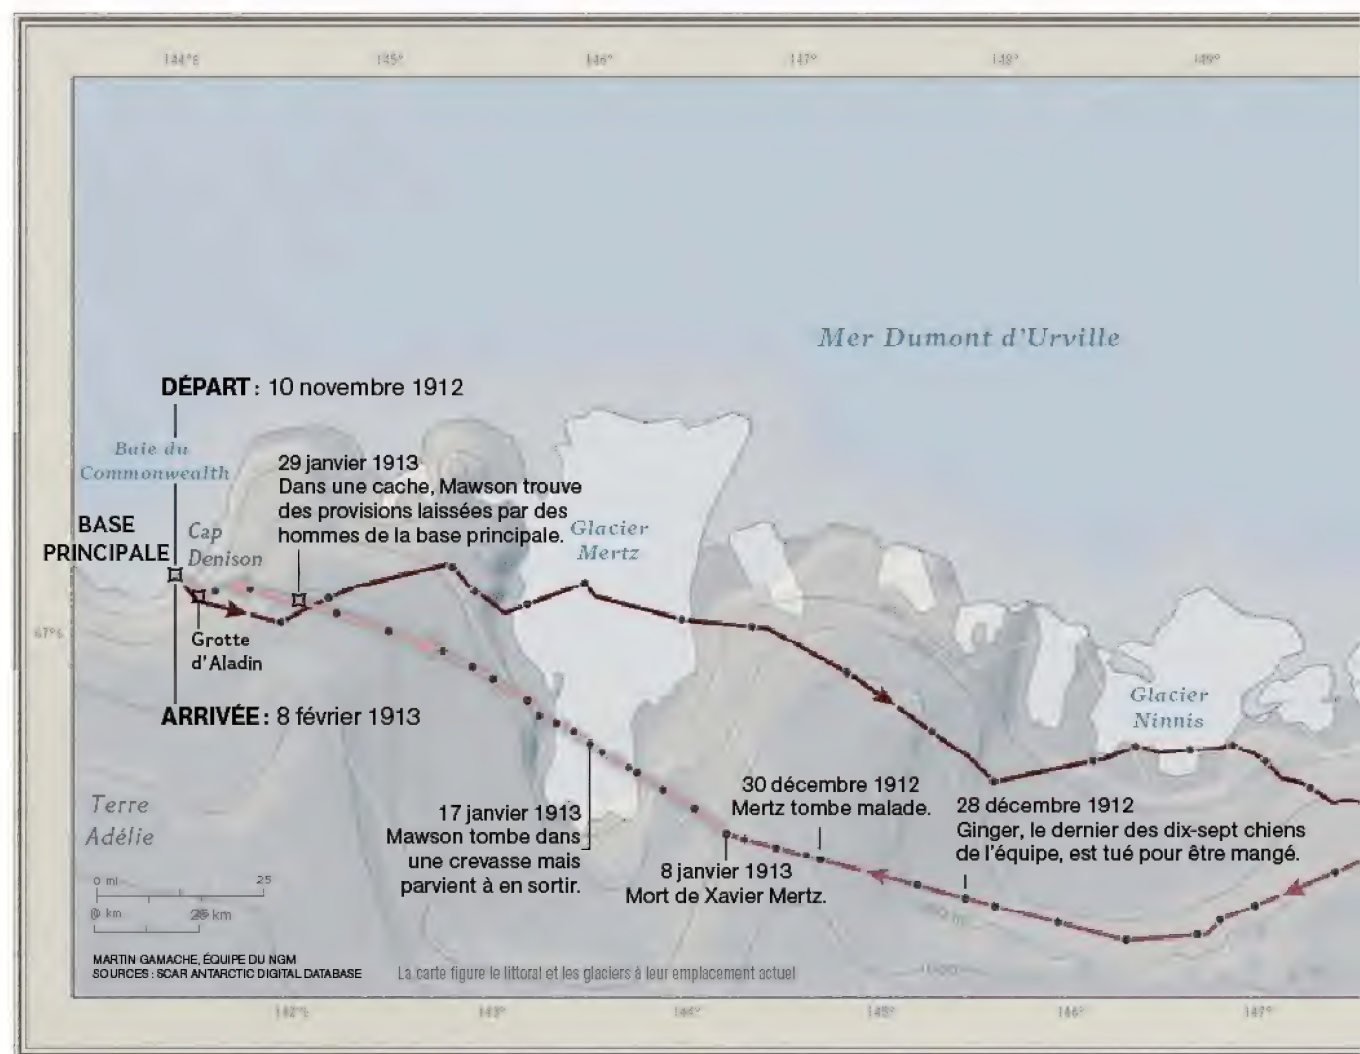 144°E
145°
146°
147°
148°
149°
Mer Dumont d'Urville
DÉPART : 10 novembre 1912
Baie du
Commonwealth
29 janvier 1913
Dans une cache, Mawson trouve
des provisions laissées par des
hommes de la base principale.
BASE
PRINCIPALE
Cap
Denison
Glacier
Mertz
67°S
Grotte
d'Aladin
ARRIVÉE : 8 février 1913
Glacier
Ninnis
Terre
Adélie
17 janvier 1913
Mawson tombe dans
une crevasse mais
parvient à en sortir.
30 décembre 1912
Mertz tombe malade.
8 janvier 1913
Mort de Xavier Mertz.
28 décembre 1912
Ginger, le dernier des dix-sept chiens
de l'équipe, est tué pour être mangé.
0 mi
25
0 km
25 km
MARTIN GAMACHE, ÉQUIPE DU NGM
SOURCES : SCAR ANTARCTIC DIGITAL DATABASE
La carte figure le littoral et les glaciers à leur emplacement actuel
142°E
143°
144°
145°
146°
147°